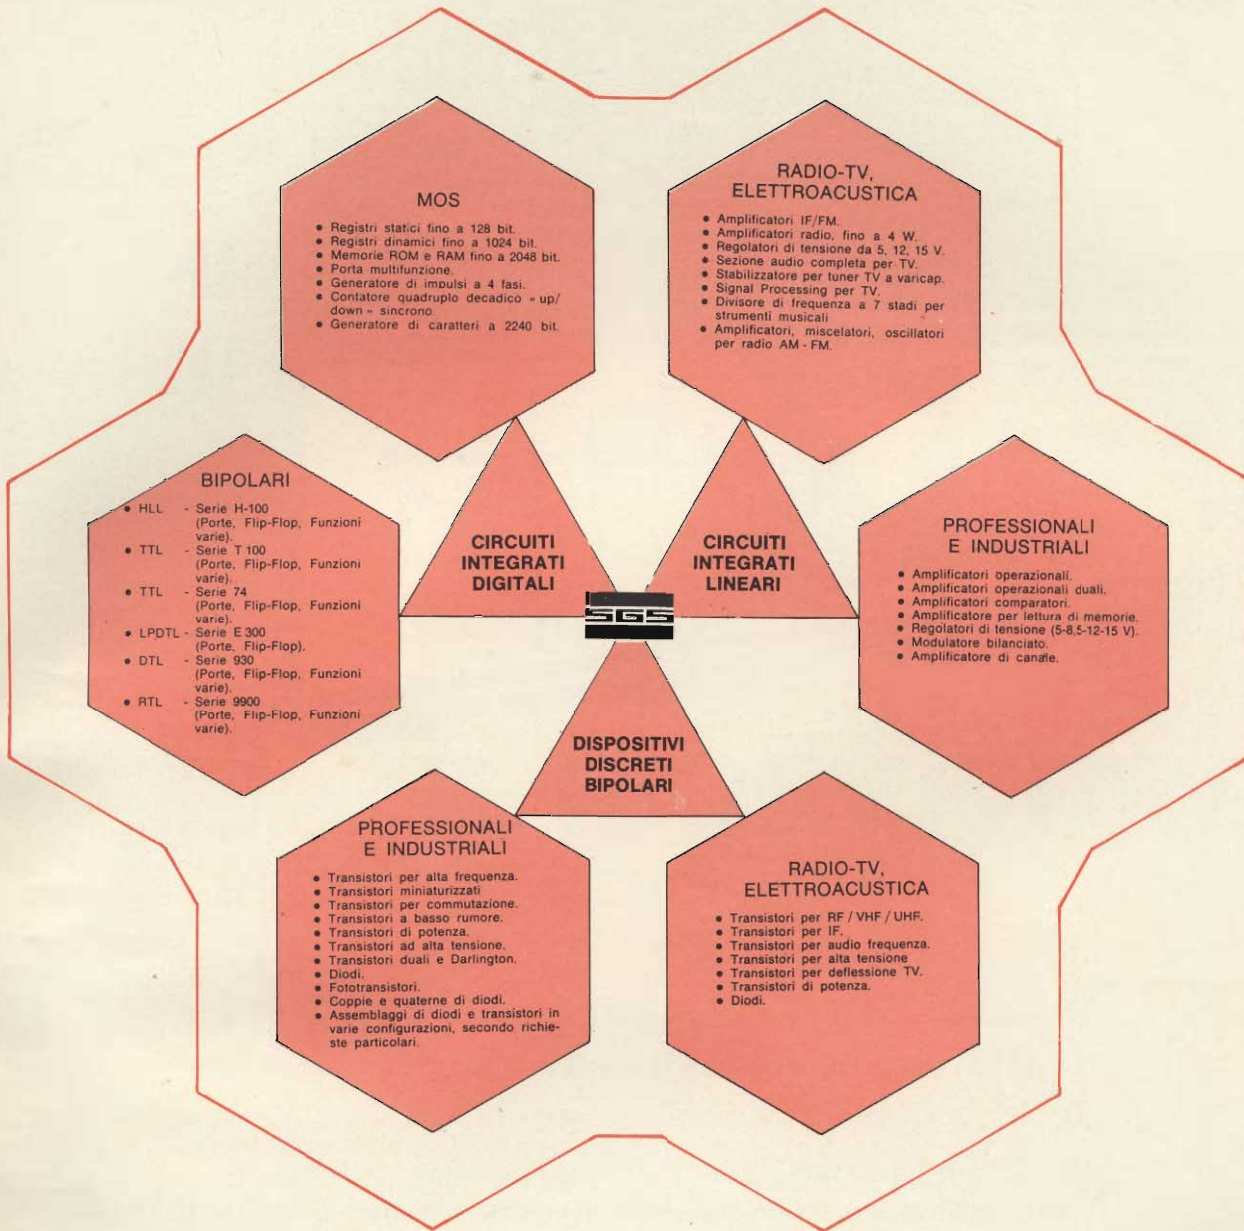 MOS
• Registri statici fino a 128 bit.
• Registri dinamici fino a 1024 bit.
• Memorie ROM e RAM fino a 2048 bit.
• Porta multifunzione.
• Generatore di impulsi a 4 fasi.
• Contatore quadruplo decadico « up/
down » sincrono.
• Generatore di caratteri a 2240 bit.
RADIO-TV,
ELETTROACUSTICA
• Amplificatori IF/FM.
• Amplificatori radio, fino a 4 W.
• Regolatori di tensione da 5, 12, 15 V.
• Sezione audio completa per TV.
• Stabilizzatore per tuner TV a varicap.
• Signal Processing per TV.
• Divisore di frequenza a 7 stadi per
strumenti musicali
• Amplificatori, miscelatori, oscillatori
per radio AM - FM.
BIPOLARI
• HLL - Serie H-100
(Porte, Flip-Flop, Funzioni
varie).
• TTL - Serie T 100
(Porte, Flip-Flop, Funzioni
varie).
• TTL - Serie 74
(Porte, Flip-Flop, Funzioni
varie).
• LPDTL - Serie E 300
(Porte, Flip-Flop).
• DTL - Serie 930
(Porte, Flip-Flop, Funzioni
varie).
• RTL - Serie 9900
(Porte, Flip-Flop, Funzioni
varie).
CIRCUITI
INTEGRATI
DIGITALI
CIRCUITI
INTEGRATI
LINEARI
PROFESSIONALI
E INDUSTRIALI
• Amplificatori operazionali.
• Amplificatori operazionali duali.
• Amplificatori comparatori.
• Amplificatore per lettura di memorie.
• Regolatori di tensione (5-8,5-12-15 V).
• Modulatore bilanciato.
• Amplificatore di canale.
SGS
DISPOSITIVI
DISCRETI
BIPOLARI
PROFESSIONALI
E INDUSTRIALI
• Transistori per alta frequenza.
• Transistori miniaturizzati
• Transistori per commutazione.
• Transistori a basso rumore.
• Transistori di potenza.
• Transistori ad alta tensione.
• Transistori duali e Darlington.
• Diodi.
• Fototransistori.
• Coppie e quaterne di diodi.
• Assemblaggi di diodi e transistori in
varie configurazioni, secondo richie-
ste particolari.
RADIO-TV,
ELETTROACUSTICA
• Transistori per RF / VHF / UHF.
• Transistori per IF.
• Transistori per audio frequenza.
• Transistori per alta tensione
• Transistori per deflessione TV.
• Transistori di potenza.
• Diodi.